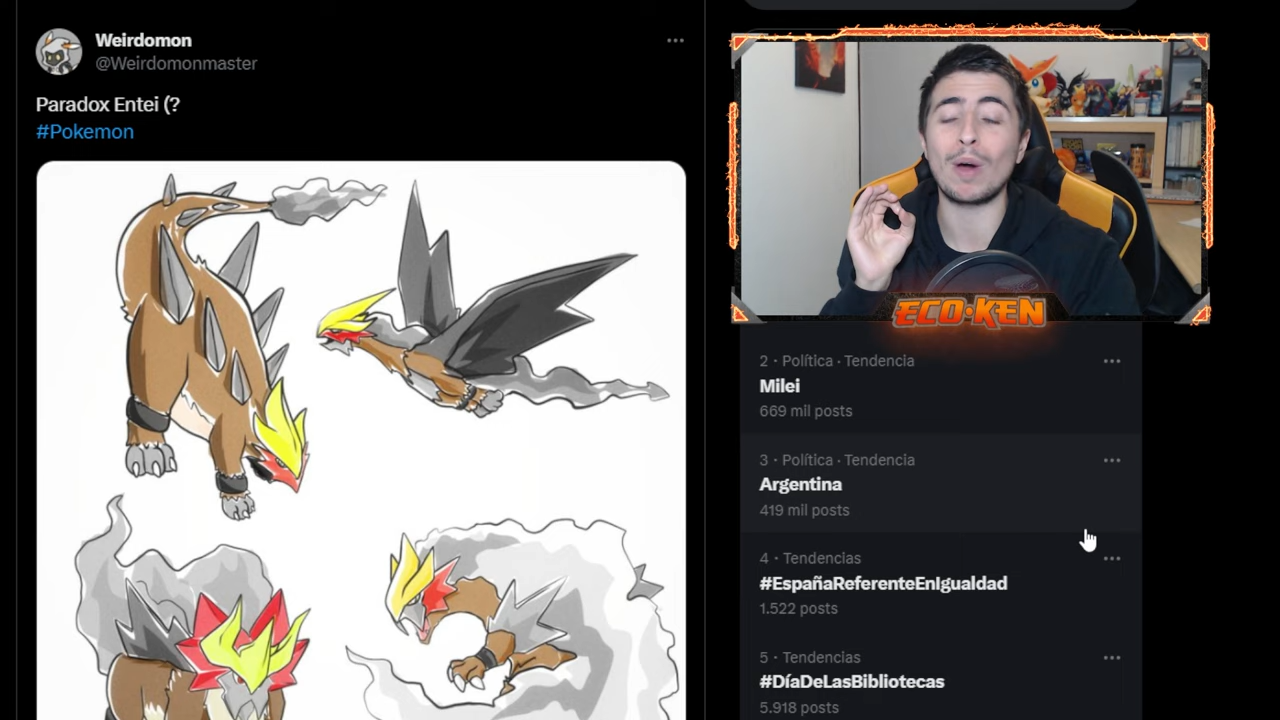 Weirdomon
@Weirdomonmaster
Paradox Entei (?
#Pokemon
ECO·KEN
2 · Política · Tendencia
Milei
669 mil posts
3 · Política · Tendencia
Argentina
419 mil posts
4 · Tendencias
#EspañaReferenteEnIgualdad
1.522 posts
5 · Tendencias
#DíaDeLasBibliotecas
5.918 posts